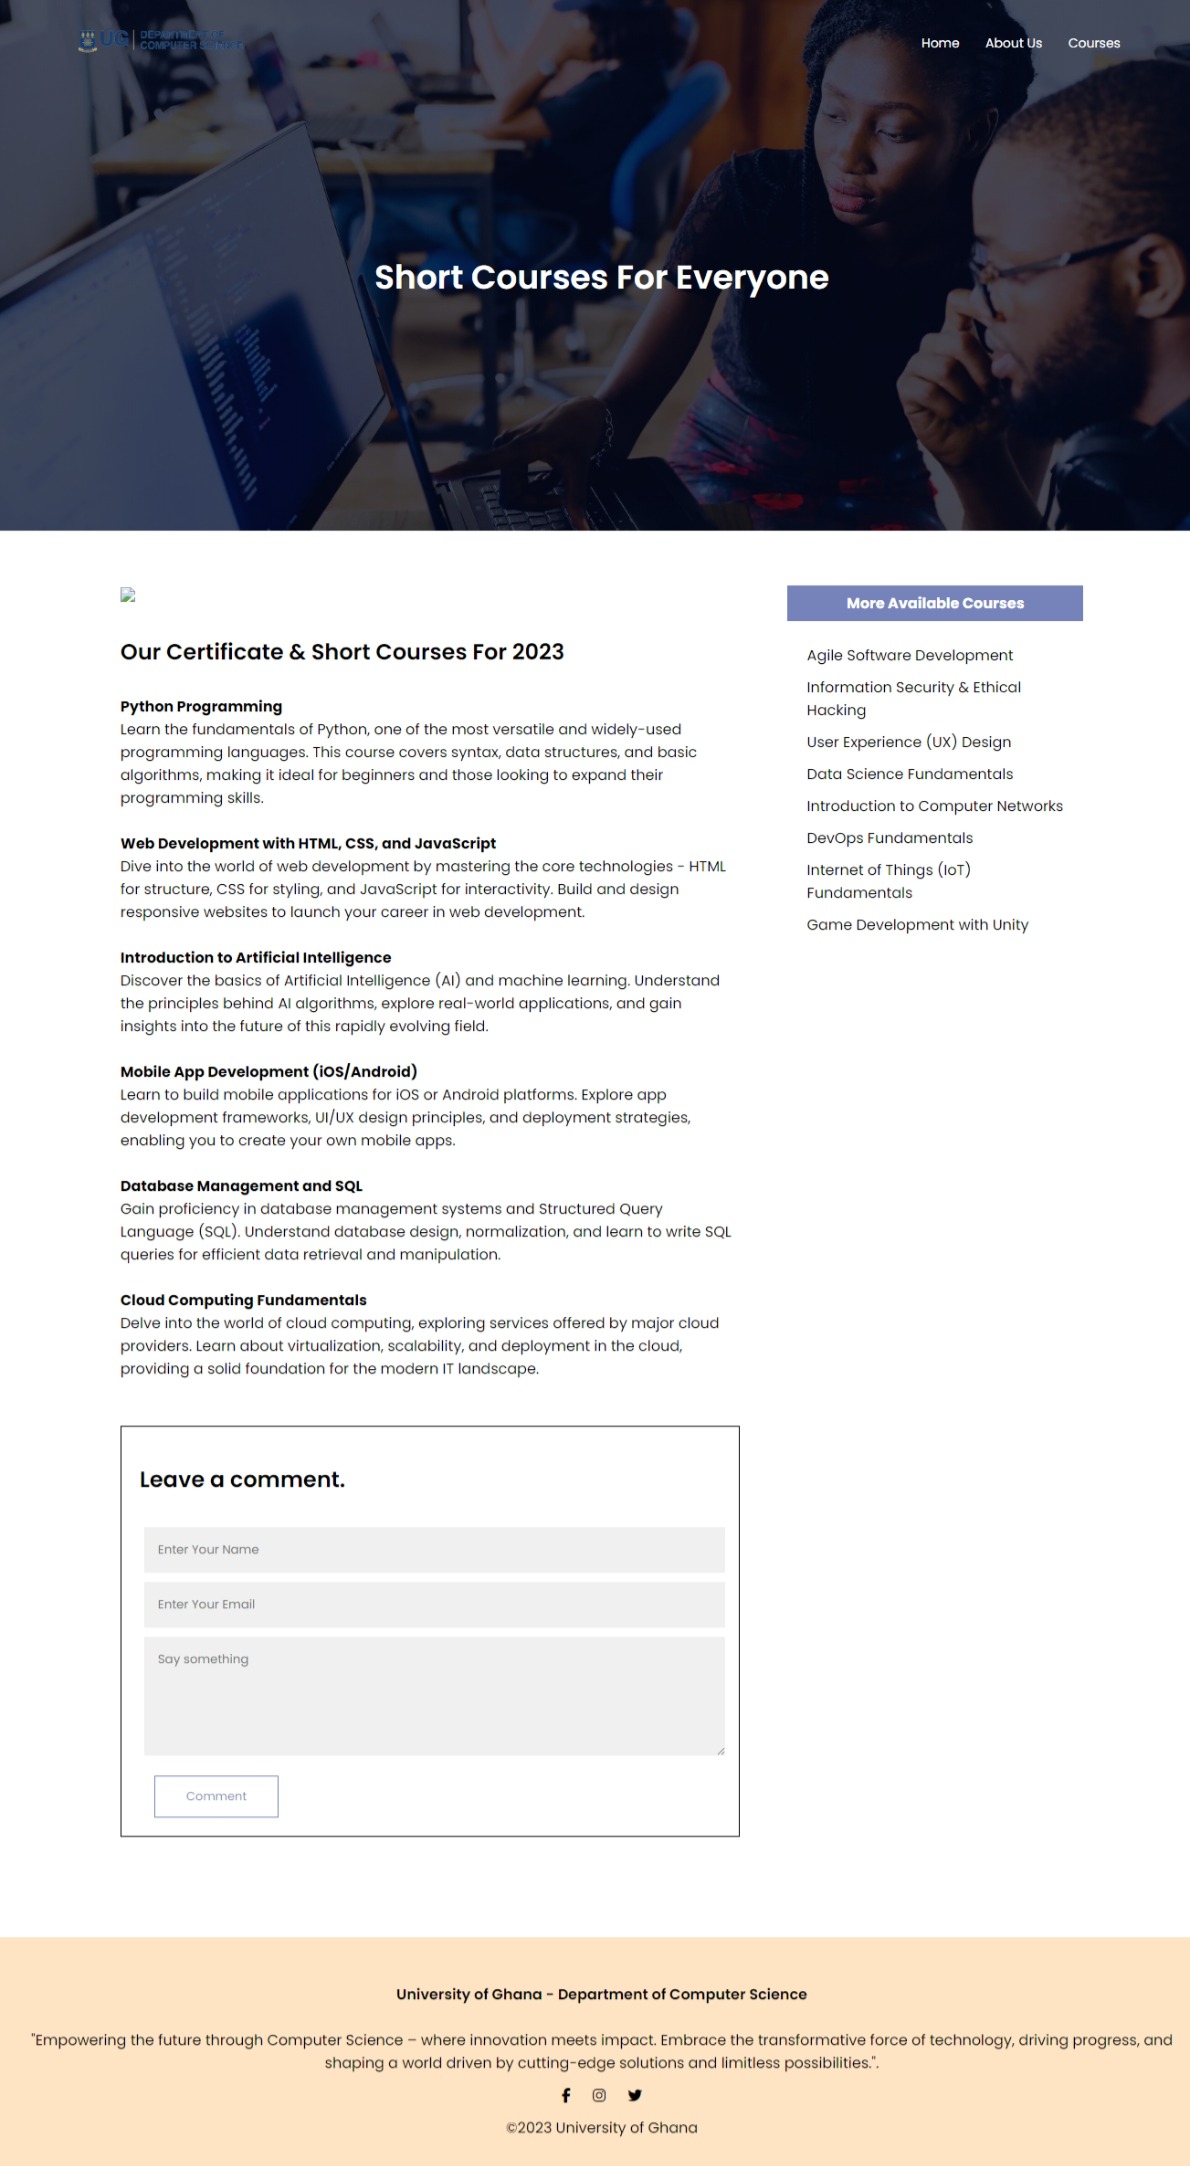 UG DEPARTMENT OF
COMPUTER SCIENCE
Home About Us Courses
Short Courses For Everyone
Our Certificate & Short Courses For 2023
Python Programming
Learn the fundamentals of Python, one of the most versatile and widely-used
programming languages. This course covers syntax, data structures, and basic
algorithms, making it ideal for beginners and those looking to expand their
programming skills.
Web Development with HTML, CSS, and JavaScript
Dive into the world of web development by mastering the core technologies - HTML
for structure, CSS for styling, and JavaScript for interactivity. Build and design
responsive websites to launch your career in web development.
Introduction to Artificial Intelligence
Discover the basics of Artificial Intelligence (AI) and machine learning. Understand
the principles behind AI algorithms, explore real-world applications, and gain
insights into the future of this rapidly evolving field.
Mobile App Development (iOS/Android)
Learn to build mobile applications for iOS or Android platforms. Explore app
development frameworks, UI/UX design principles, and deployment strategies,
enabling you to create your own mobile apps.
Database Management and SQL
Gain proficiency in database management systems and Structured Query
Language (SQL). Understand database design, normalization, and learn to write SQL
queries for efficient data retrieval and manipulation.
Cloud Computing Fundamentals
Delve into the world of cloud computing, exploring services offered by major cloud
providers. Learn about virtualization, scalability, and deployment in the cloud,
providing a solid foundation for the modern IT landscape.
More Available Courses
Agile Software Development
Information Security & Ethical
Hacking
User Experience (UX) Design
Data Science Fundamentals
Introduction to Computer Networks
DevOps Fundamentals
Internet of Things (IoT)
Fundamentals
Game Development with Unity
Leave a comment.
Enter Your Name
Enter Your Email
Say something
Comment
University of Ghana - Department of Computer Science
"Empowering the future through Computer Science – where innovation meets impact. Embrace the transformative force of technology, driving progress, and
shaping a world driven by cutting-edge solutions and limitless possibilities.".
©2023 University of Ghana